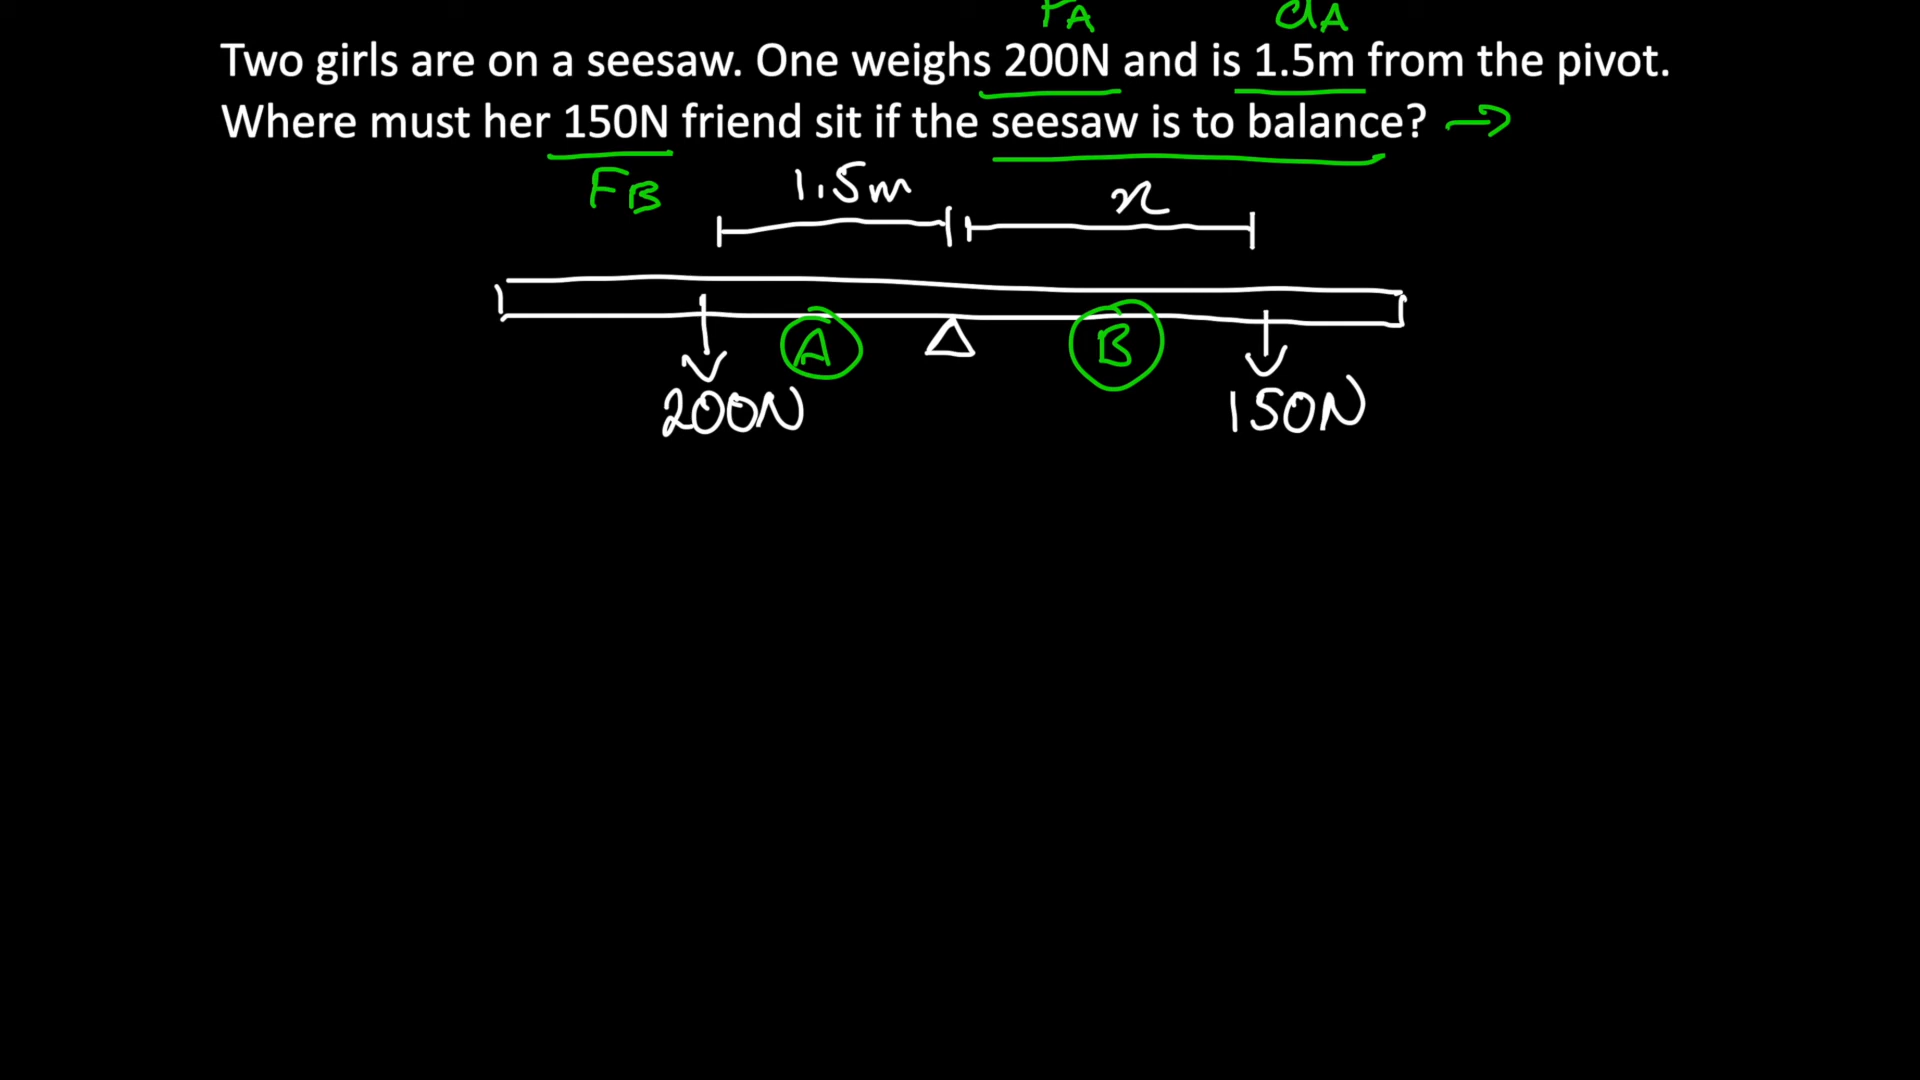 FA dA
Two girls are on a seesaw. One weighs 200N and is 1.5m from the pivot.
Where must her 150N friend sit if the seesaw is to balance? →
FB 1.5m x
A B
200N 150N